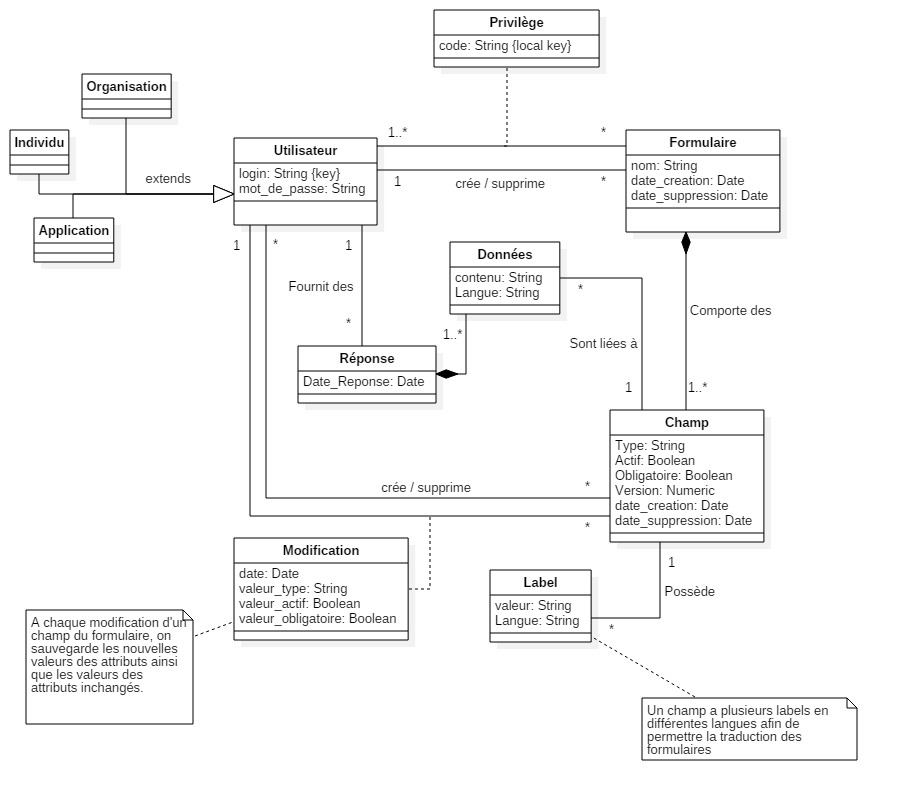 Privilège
code: String {local key}
Organisation
Individu
Application
extends
Utilisateur
login: String {key}
mot_de_passe: String
1..*
*
1
crée / supprime
*
Formulaire
nom: String
date_creation: Date
date_suppression: Date
1
*
1
Fournit des
*
Données
contenu: String
Langue: String
*
1..*
Sont liées à
1
Comporte des
1..*
Réponse
Date_Reponse: Date
Champ
Type: String
Actif: Boolean
Obligatoire: Boolean
Version: Numeric
date_creation: Date
date_suppression: Date
crée / supprime
*
*
Modification
date: Date
valeur_type: String
valeur_actif: Boolean
valeur_obligatoire: Boolean
Label
valeur: String
Langue: String
1
Possède
*
A chaque modification d'un
champ du formulaire, on
sauvegarde les nouvelles
valeurs des attributs ainsi
que les valeurs des
attributs inchangés.
Un champ a plusieurs labels en
différentes langues afin de
permettre la traduction des
formulaires